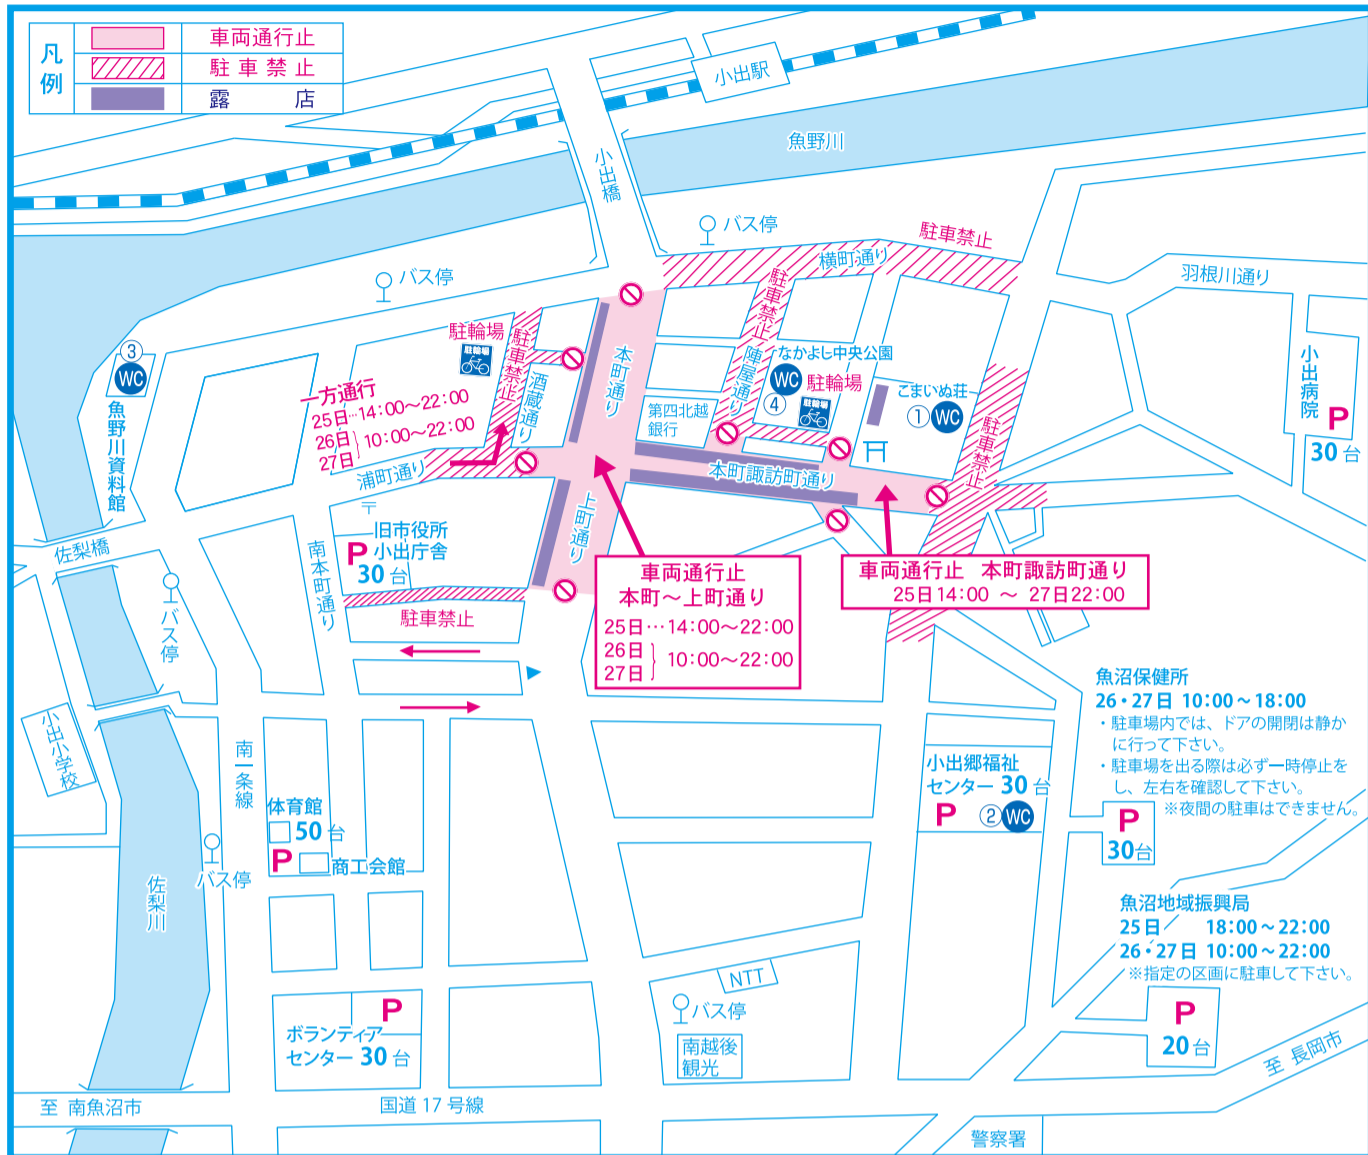 凡例
車両通行止
駐車禁止
露店
小出駅
魚野川
小出橋
バス停
駐車禁止
横町通り
羽根川通り
バス停
駐車禁止
小出病院
P
30台
③
WC
魚野川資料館
駐輪場
駐輪場
駐車禁止
酒蔵通り
本町通り
陣屋通り
なかよし中央公園
WC
④
駐輪場
駐輪場
こまいぬ荘
①WC
第四北越
銀行
駐車禁止
一方通行
25日…14:00～22:00
26日
27日
10:00～22:00
浦町通り
本町諏訪町通り
上町通り
〒
旧市役所
小出庁舎
P
30台
南本町通り
駐車禁止
佐梨橋
バス停
車両通行止
本町～上町通り
25日…14:00～22:00
26日
27日
10:00～22:00
車両通行止 本町諏訪町通り
25日14:00 ～ 27日22:00
小出小学校
南一条線
体育館
50台
P
商工会館
バス停
佐梨川
魚沼保健所
26・27日 10:00～18:00
・駐車場内では、ドアの開閉は静か
に行って下さい。
・駐車場を出る際は必ず一時停止を
し、左右を確認して下さい。
※夜間の駐車はできません。
P
30台
小出郷福祉
センター 30台
P
②WC
魚沼地域振興局
25日 18:00～22:00
26・27日 10:00～22:00
※指定の区画に駐車して下さい。
P
20台
NTT
バス停
南越後
観光
P
ボランティア
センター 30台
至 長岡市
至 南魚沼市
国道17号線
警察署